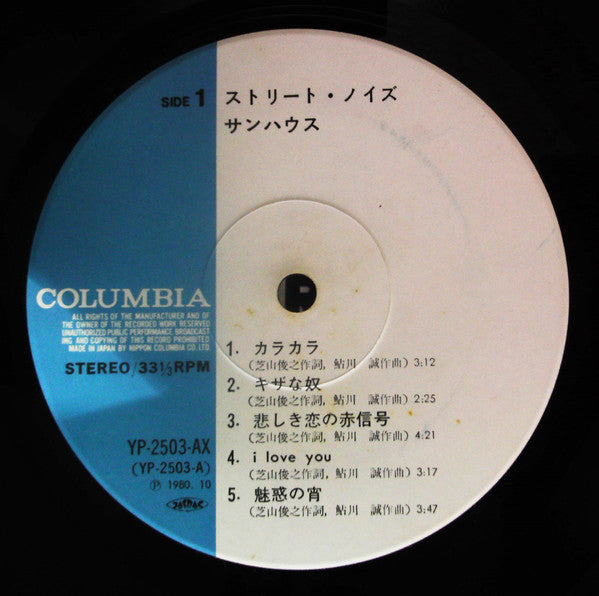 SIDE 1
ストリート・ノイズ
サンハウス
COLUMBIA
ALL RIGHTS OF THE MANUFACTURER AND OF
THE OWNER OF THE RECORDED WORK RESERVED
UNAUTHORIZED PUBLIC PERFORMANCE BROADCAST
ING AND COPYING OF THIS RECORD PROHIBITED
MADE IN JAPAN BY NIPPON COLUMBIA CO. LTD.
STEREO/33 1/3 RPM
YP-2503-AX
(YP-2503-A)
Ⓟ 1980. 10
1. カラカラ
(芝山俊之作詞, 鮎川 誠作曲) 3:12
2. キザな奴
(芝山俊之作詞, 鮎川 誠作曲) 2:25
3. 悲しき恋の赤信号
(芝山俊之作詞, 鮎川 誠作曲) 4:21
4. i love you
(芝山俊之作詞, 鮎川 誠作曲) 3:17
5. 魅惑の宵
(芝山俊之作詞, 鮎川 誠作曲) 3:47